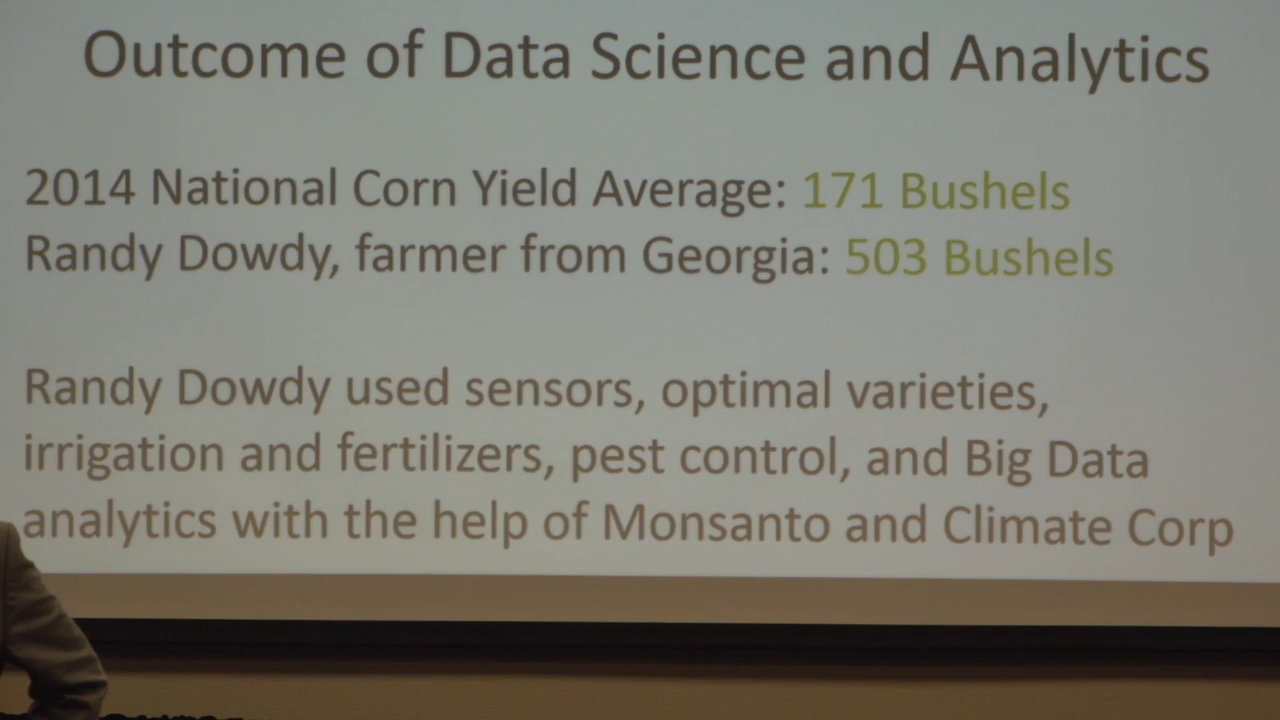 Outcome of Data Science and Analytics
2014 National Corn Yield Average: 171 Bushels
Randy Dowdy, farmer from Georgia: 503 Bushels
Randy Dowdy used sensors, optimal varieties,
irrigation and fertilizers, pest control, and Big Data
analytics with the help of Monsanto and Climate Corp